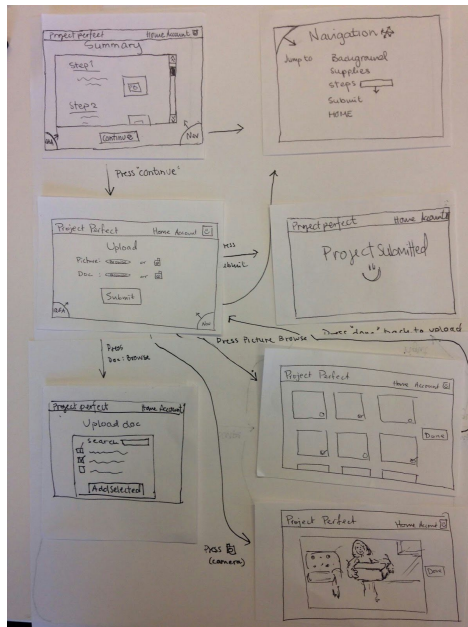 Project perfect Home Account
Summary
Step 1
Step 2
Continue
Nav
Navigation
Jump to Background
Supplies
Steps
Submit
HOME
Press "continue"
Project Perfect Home Account
Upload
Picture: or
Doc: or
Submit
Nav
Project perfect Home Account
Project Submitted
Press Picture Browse
"done" back to upload
Press
Doc: Browse
Project perfect Home Account
Upload doc
Search
Add Selected
Project Perfect
Home Account
Done
Press
(camera)
Project Perfect Home Account
Done